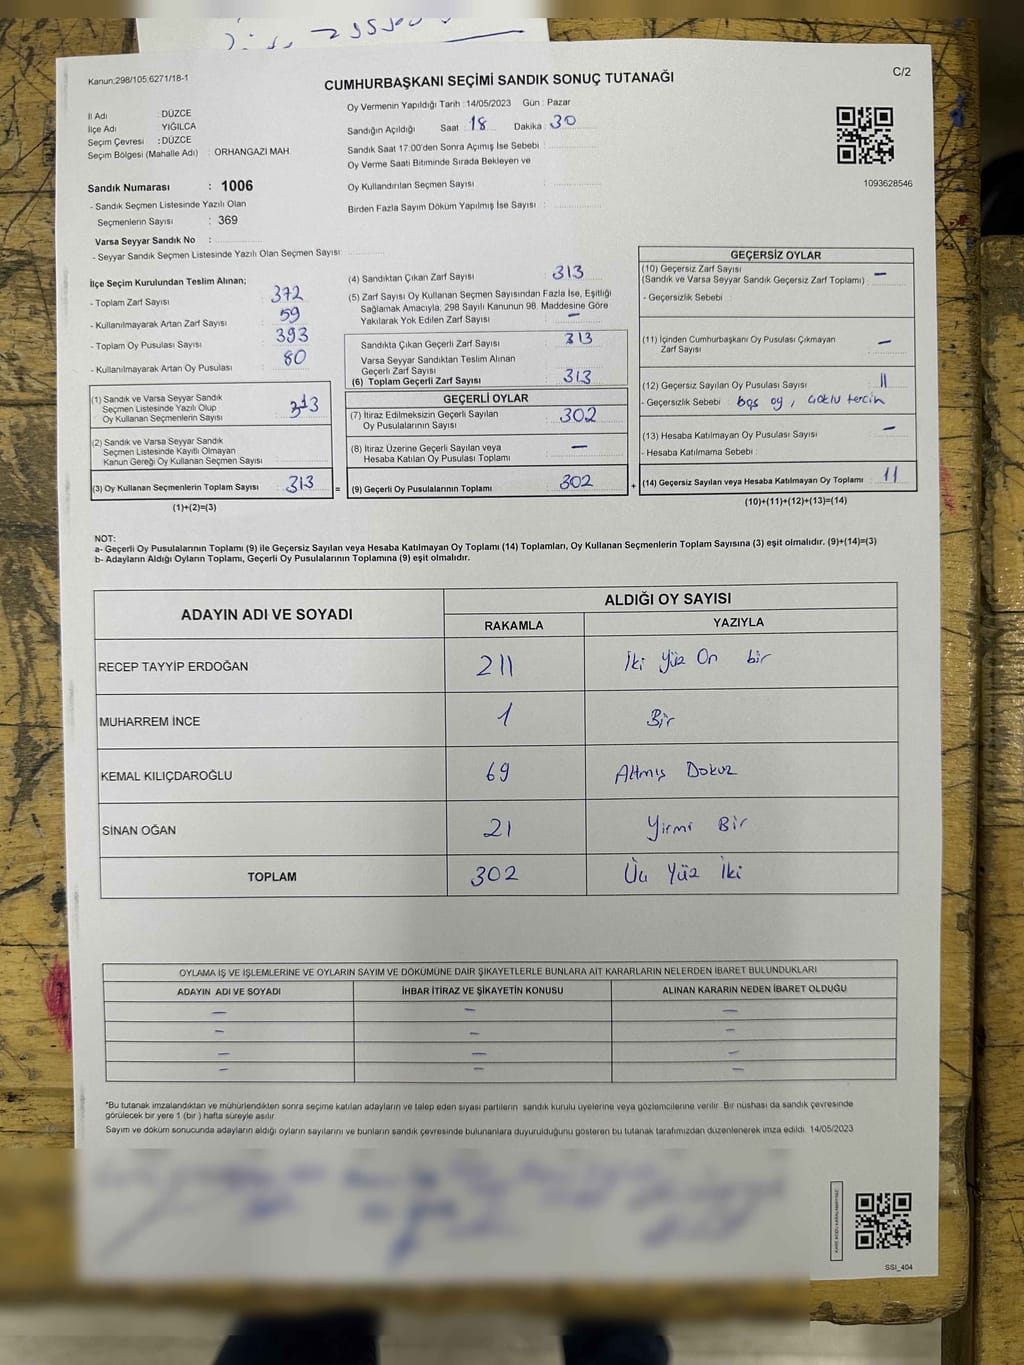 Kanun:298/105,6271/18-1
CUMHURBAŞKANI SEÇİMİ SANDIK SONUÇ TUTANAĞI
C/2
İl Adı : DÜZCE
İlçe Adı YIĞILCA
Seçim Çevresi : DÜZCE
Seçim Bölgesi (Mahalle Adı) : ORHANGAZİ MAH.
Oy Vermenin Yapıldığı Tarih : 14/05/2023 Gün : Pazar
Sandığın Açıldığı Saat : 18 Dakika : 30
Sandık Saat 17:00'den Sonra Açımış İse Sebebi :
Oy Verme Saati Bitiminde Sırada Bekleyen ve
Oy Kullandırılan Seçmen Sayısı :
Birden Fazla Sayım Döküm Yapılmış İse Sayısı :
1093628546
Sandık Numarası : 1006
- Sandık Seçmen Listesinde Yazılı Olan
Seçmenlerin Sayısı : 369
Varsa Seyyar Sandık No :
- Seyyar Sandık Seçmen Listesinde Yazılı Olan Seçmen Sayısı:
İlçe Seçim Kurulundan Teslim Alınan;
- Toplam Zarf Sayısı 372
- Kullanılmayarak Artan Zarf Sayısı : 59
- Toplam Oy Pusulası Sayısı : 393
- Kullanılmayarak Artan Oy Pusulası : 80
(1) Sandık ve Varsa Seyyar Sandık
Seçmen Listesinde Yazılı Olup
Oy Kullanan Seçmenlerin Sayısı : 313
(2) Sandık ve Varsa Seyyar Sandık
Seçmen Listesinde Kayıtlı Olmayan
Kanun Gereği Oy Kullanan Seçmen Sayısı :
(3) Oy Kullanan Seçmenlerin Toplam Sayısı : 313
(1)+(2)=(3)
=
(4) Sandıktan Çıkan Zarf Sayısı : 313
(5) Zarf Sayısı Oy Kullanan Seçmen Sayısından Fazla İse, Eşitliği
Sağlamak Amacıyla, 298 Sayılı Kanunun 98. Maddesine Göre
Yakılarak Yok Edilen Zarf Sayısı : —
Sandıkta Çıkan Geçerli Zarf Sayısı : 313
Varsa Seyyar Sandıktan Teslim Alınan
Geçerli Zarf Sayısı :
(6) Toplam Geçerli Zarf Sayısı : 313
GEÇERLİ OYLAR
(7) İtiraz Edilmeksizin Geçerli Sayılan
Oy Pusulalarının Sayısı : 302
(8) İtiraz Üzerine Geçerli Sayılan veya
Hesaba Katılan Oy Pusulası Toplamı : —
(9) Geçerli Oy Pusulalarının Toplamı : 302
+
GEÇERSİZ OYLAR
(10) Geçersiz Zarf Sayısı : —
(Sandık ve Varsa Seyyar Sandık Geçersiz Zarf Toplamı)
- Geçersizlik Sebebi :
(11) İçinden Cumhurbaşkanı Oy Pusulası Çıkmayan
Zarf Sayısı : —
(12) Geçersiz Sayılan Oy Pusulası Sayısı : 11
- Geçersizlik Sebebi : boş oy, çoklu tercih
(13) Hesaba Katılmayan Oy Pusulası Sayısı : —
- Hesaba Katılmama Sebebi :
(14) Geçersiz Sayılan veya Hesaba Katılmayan Oy Toplamı : 11
(10)+(11)+(12)+(13)=(14)
NOT:
a- Geçerli Oy Pusulalarının Toplamı (9) ile Geçersiz Sayılan veya Hesaba Katılmayan Oy Toplamı (14) Toplamları, Oy Kullanan Seçmenlerin Toplam Sayısına (3) eşit olmalıdır. (9)+(14)=(3)
b- Adayların Aldığı Oyların Toplamı, Geçerli Oy Pusulalarının Toplamına (9) eşit olmalıdır.
ADAYIN ADI VE SOYADI ALDIĞI OY SAYISI
RAKAMLA YAZIYLA
RECEP TAYYİP ERDOĞAN 211 İki Yüz On bir
MUHARREM İNCE 1 Bir
KEMAL KILIÇDAROĞLU 69 Altmış Dokuz
SİNAN OĞAN 21 Yirmi Bir
TOPLAM 302 Üç Yüz İki
OYLAMA İŞ VE İŞLEMLERİNE VE OYLARIN SAYIM VE DÖKÜMÜNE DAİR ŞİKAYETLERLE BUNLARA AİT KARARLARIN NELERDEN İBARET BULUNDUKLARI
ADAYIN ADI VE SOYADI İHBAR İTİRAZ VE ŞİKAYETİN KONUSU ALINAN KARARIN NEDEN İBARET OLDUĞU
— — —
— — —
— — —
— — —
*Bu tutanak imzalandıktan ve mühürlendikten sonra seçime katılan adayların ve talep eden siyasi partilerin sandık kurulu üyelerine veya gözlemcilerine verilir. Bir nüshası da sandık çevresinde
görülecek bir yere 1 (bir) hafta süreyle asılır.
Sayım ve döküm sonucunda adayların aldığı oyların sayılarını ve bunların sandık çevresinde bulunanlara duyurulduğunu gösteren bu tutanak tarafımızdan düzenlenerek imza edildi. 14/05/2023
SSI_404